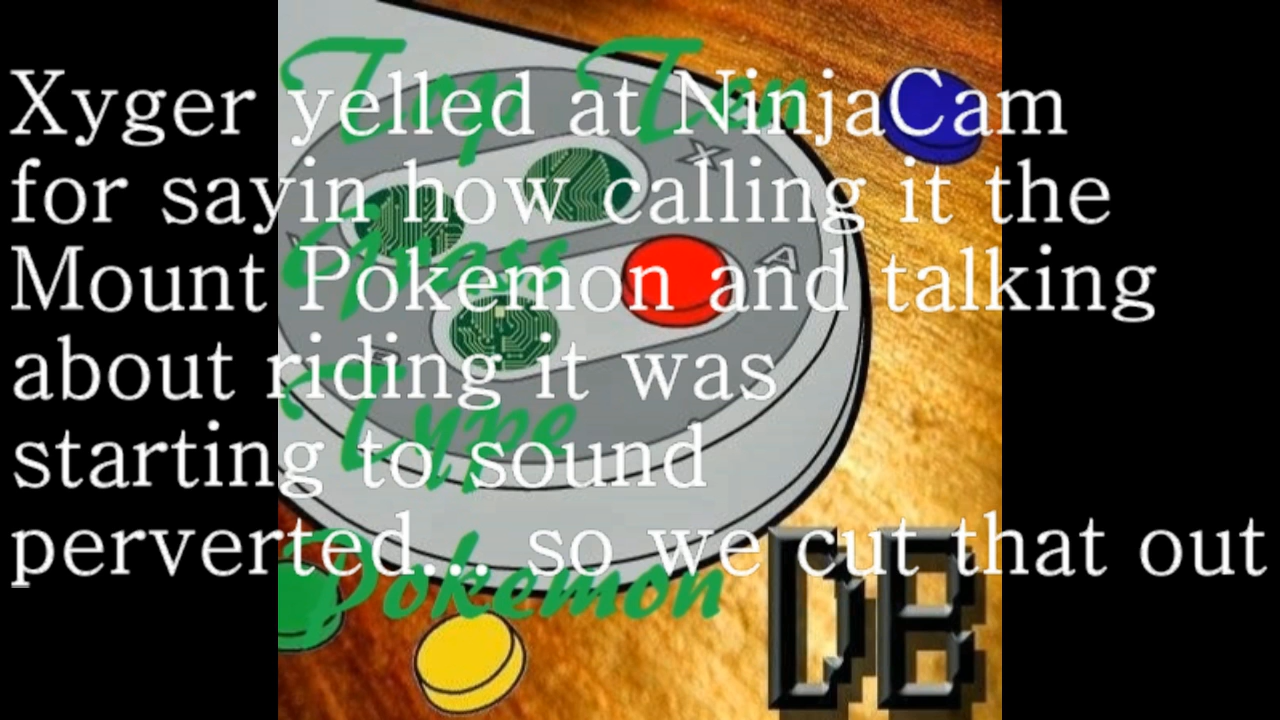 Xyger yelled at NinjaCam
for sayin how calling it the
Mount Pokemon and talking
about riding it was
starting to sound
perverted... so we cut that out
Top Ten
Grass
Type
Pokemon
X
A
B
DB